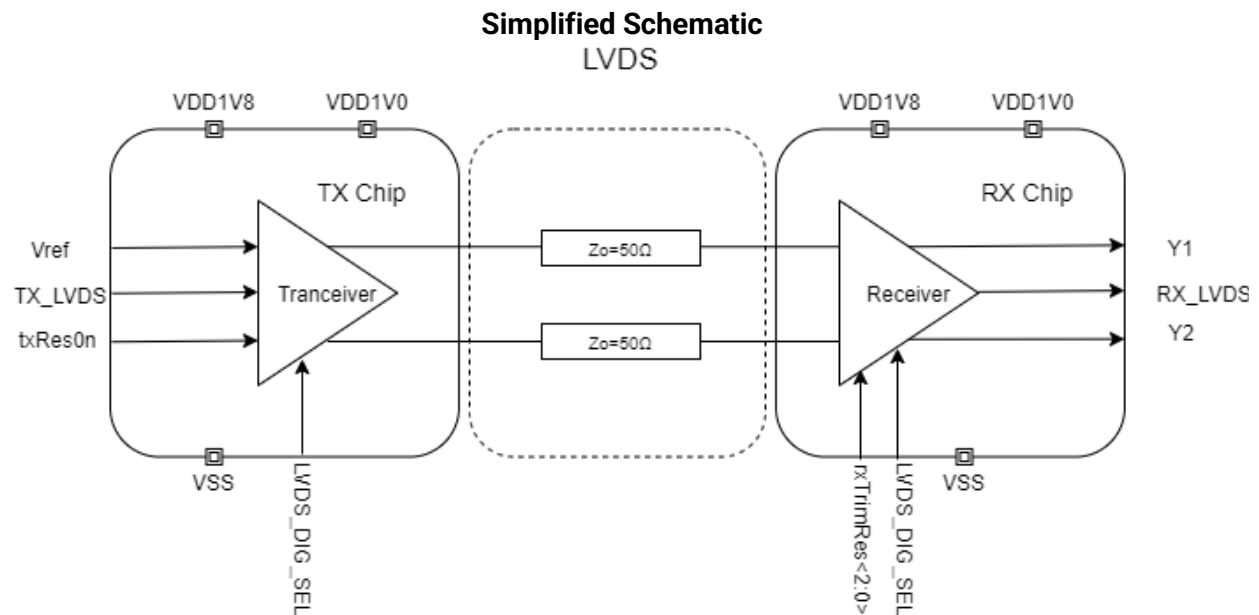 Simplified Schematic
LVDS
VDD1V8
VDD1V0
VDD1V8
VDD1V0
TX Chip
RX Chip
Vref
TX_LVDS
txRes0n
Tranceiver
Zo=50Ω
Zo=50Ω
Receiver
Y1
RX_LVDS
Y2
VSS
LVDS_DIG_SEL
rxTrimRes<2:0>
LVDS_DIG_SEL
VSS